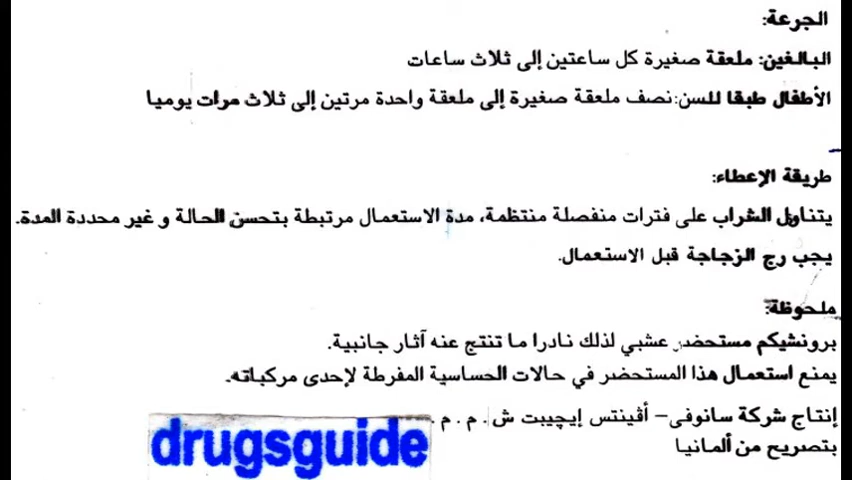 الجرعة:
البالغين: ملعقة صغيرة كل ساعتين إلى ثلاث ساعات
الأطفال طبقا للسن: نصف ملعقة صغيرة إلى ملعقة واحدة مرتين إلى ثلاث مرات يوميا
طريقة الإعطاء:
يتناول الشراب على فترات منفصلة منتظمة، مدة الاستعمال مرتبطة بتحسن الحالة و غير محددة المدة.
يجب رج الزجاجة قبل الاستعمال.
ملحوظة:
برونشيكم مستحضر عشبي لذلك نادرا ما تنتج عنه آثار جانبية.
يمنع استعمال هذا المستحضر في حالات الحساسية المفرطة لإحدى مركباته.
إنتاج شركة سانوفى - أڤينتس إيچيبت ش . م . م .
بتصريح من ألمانيا
drugsguide